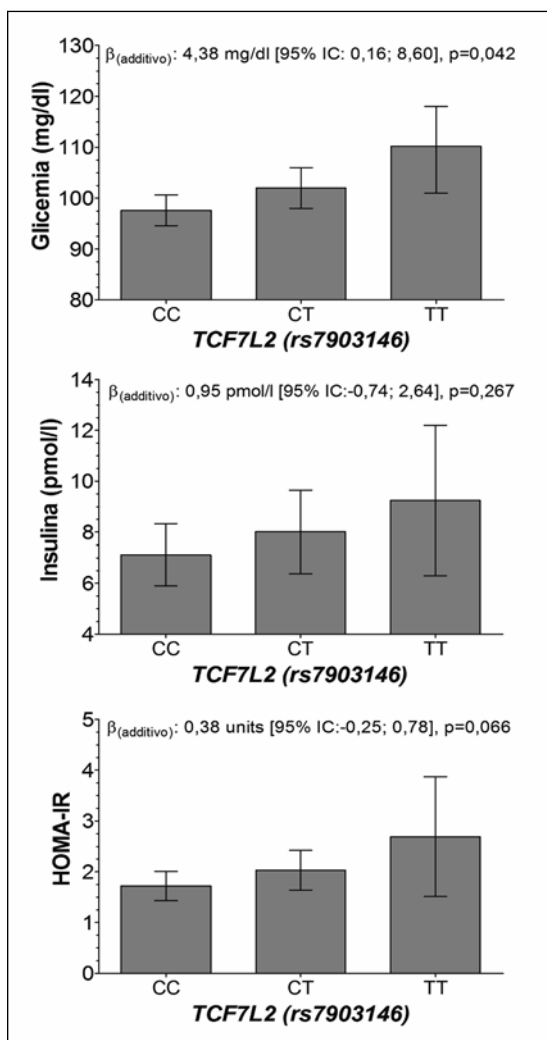 β(additivo): 4,38 mg/dl [95% IC: 0,16; 8,60], p=0,042
130
120
110
100
90
80
Glicemia (mg/dl)
CC CT TT
TCF7L2 (rs7903146)
β(additivo): 0,95 pmol/l [95% IC:-0,74; 2,64], p=0,267
14
12
10
8
6
4
Insulina (pmol/l)
CC CT TT
TCF7L2 (rs7903146)
β(additivo): 0,38 units [95% IC:-0,25; 0,78], p=0,066
5
4
3
2
1
0
HOMA-IR
CC CT TT
TCF7L2 (rs7903146)